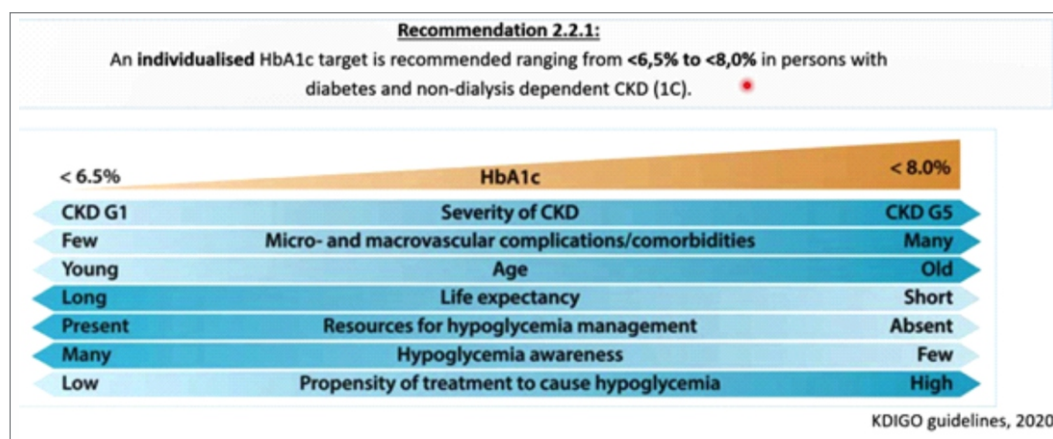 Recommendation 2.2.1:
An individualised HbA1c target is recommended ranging from <6,5% to <8,0% in persons with
diabetes and non-dialysis dependent CKD (1C).
< 6.5% HbA1c < 8.0%
CKD G1 Severity of CKD CKD G5
Few Micro- and macrovascular complications/comorbidities Many
Young Age Old
Long Life expectancy Short
Present Resources for hypoglycemia management Absent
Many Hypoglycemia awareness Few
Low Propensity of treatment to cause hypoglycemia High
KDIGO guidelines, 2020